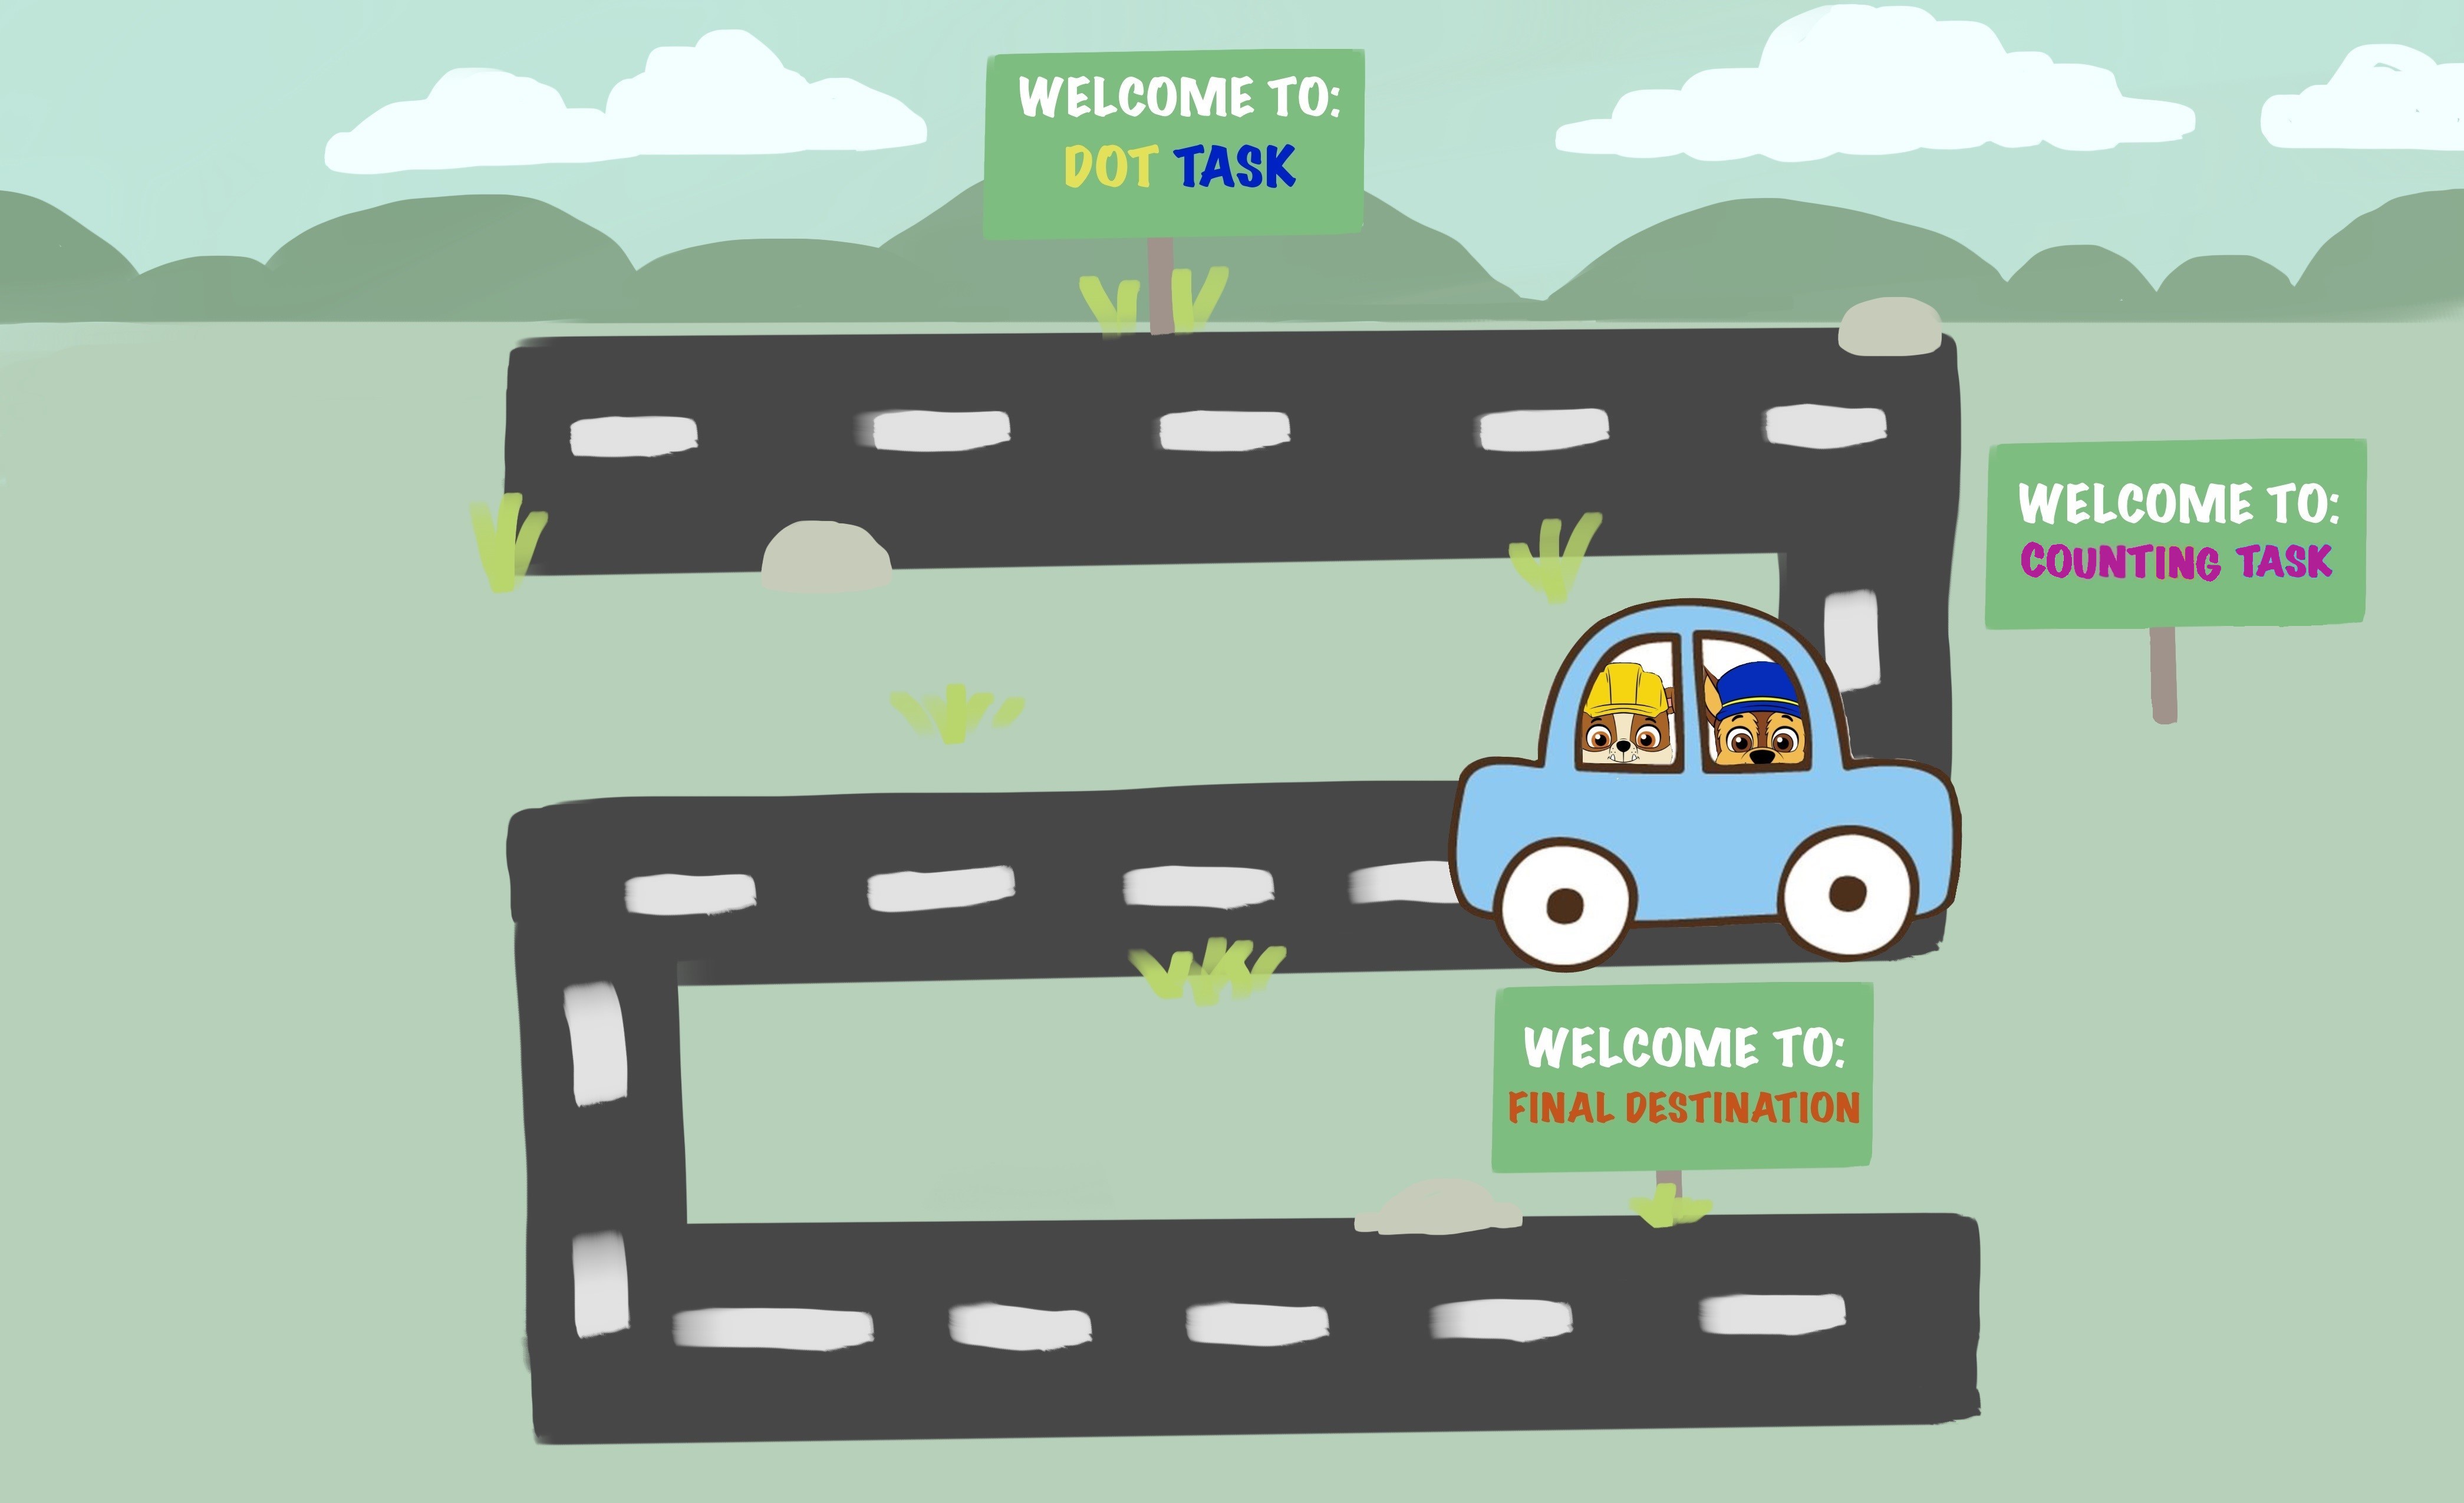 WELCOME TO:
DOT TASK
WELCOME TO:
COUNTING TASK
WELCOME TO:
FINAL DESTINATION